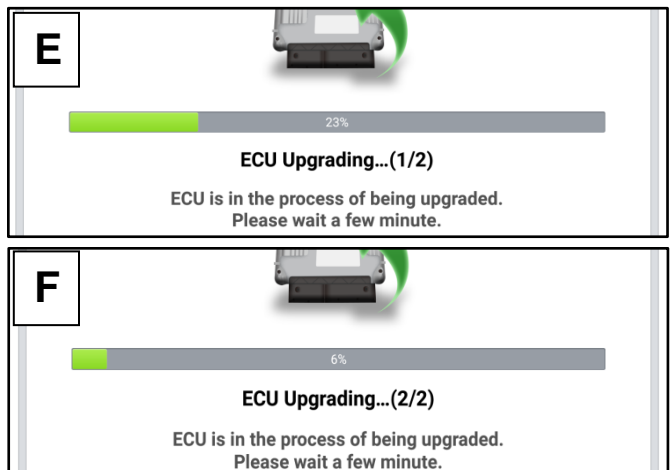 E
23%
ECU Upgrading...(1/2)
ECU is in the process of being upgraded.
Please wait a few minute.
F
6%
ECU Upgrading...(2/2)
ECU is in the process of being upgraded.
Please wait a few minute.